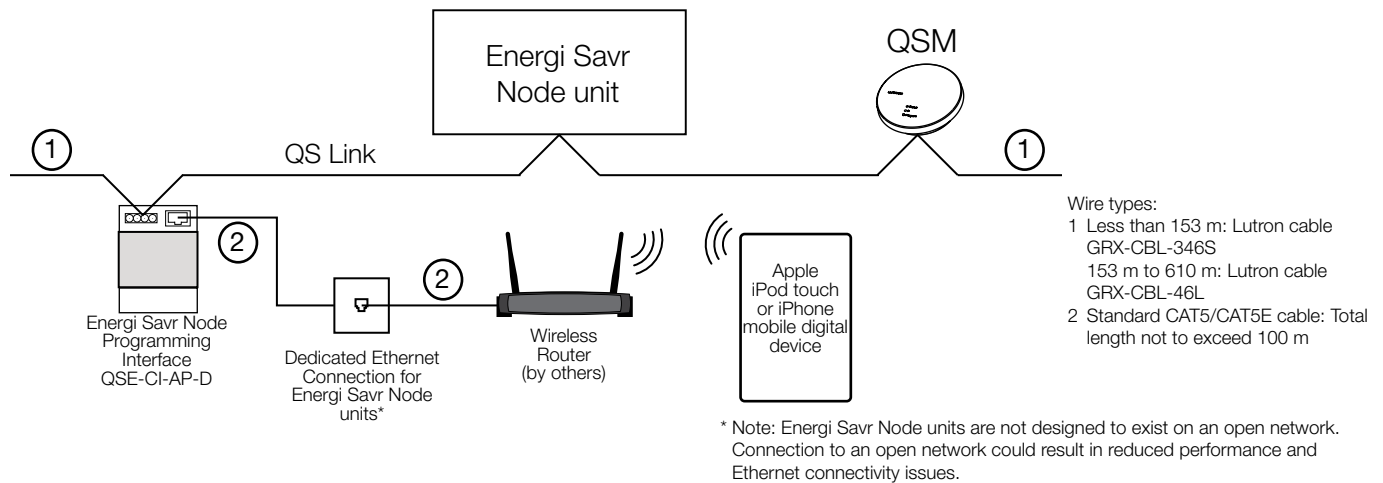 Energi Savr
Node unit
QSM
1
QS Link
1
2
2
Energi Savr Node
Programming
Interface
QSE-CI-AP-D
Dedicated Ethernet
Connection for
Energi Savr Node
units*
Wireless
Router
(by others)
Apple
iPod touch
or iPhone
mobile digital
device
Wire types:
1 Less than 153 m: Lutron cable
GRX-CBL-346S
153 m to 610 m: Lutron cable
GRX-CBL-46L
2 Standard CAT5/CAT5E cable: Total
length not to exceed 100 m
* Note: Energi Savr Node units are not designed to exist on an open network.
Connection to an open network could result in reduced performance and
Ethernet connectivity issues.